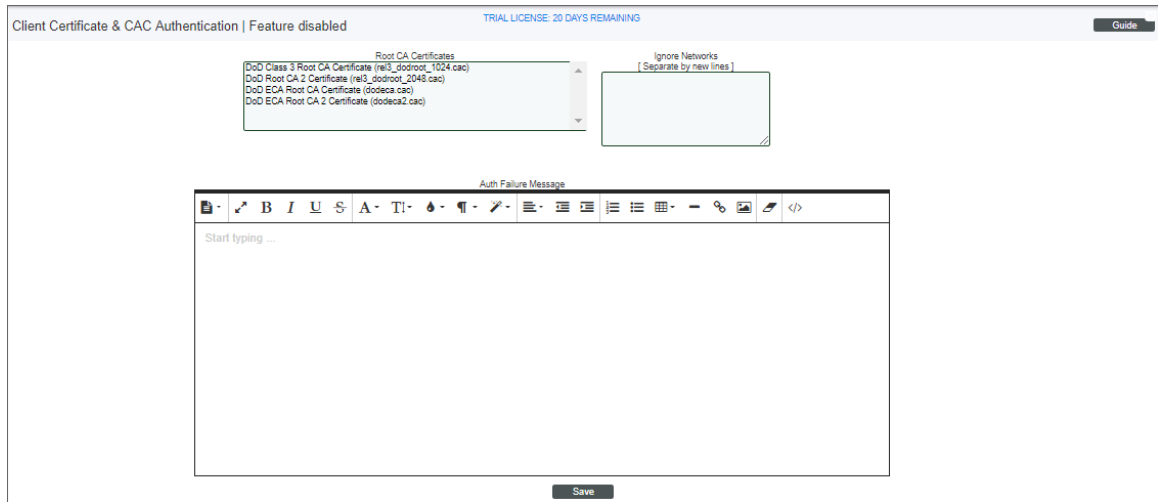 TRIAL LICENSE: 20 DAYS REMAINING
Client Certificate & CAC Authentication | Feature disabled
Guide
Root CA Certificates
DoD Class 3 Root CA Certificate (rel3_dodroot_1024.cac)
DoD Root CA 2 Certificate (rel3_dodroot_2048.cac)
DoD ECA Root CA Certificate (dodeca.cac)
DoD ECA Root CA 2 Certificate (dodeca2.cac)
Ignore Networks
[ Separate by new lines ]
Auth Failure Message
Start typing ...
Save